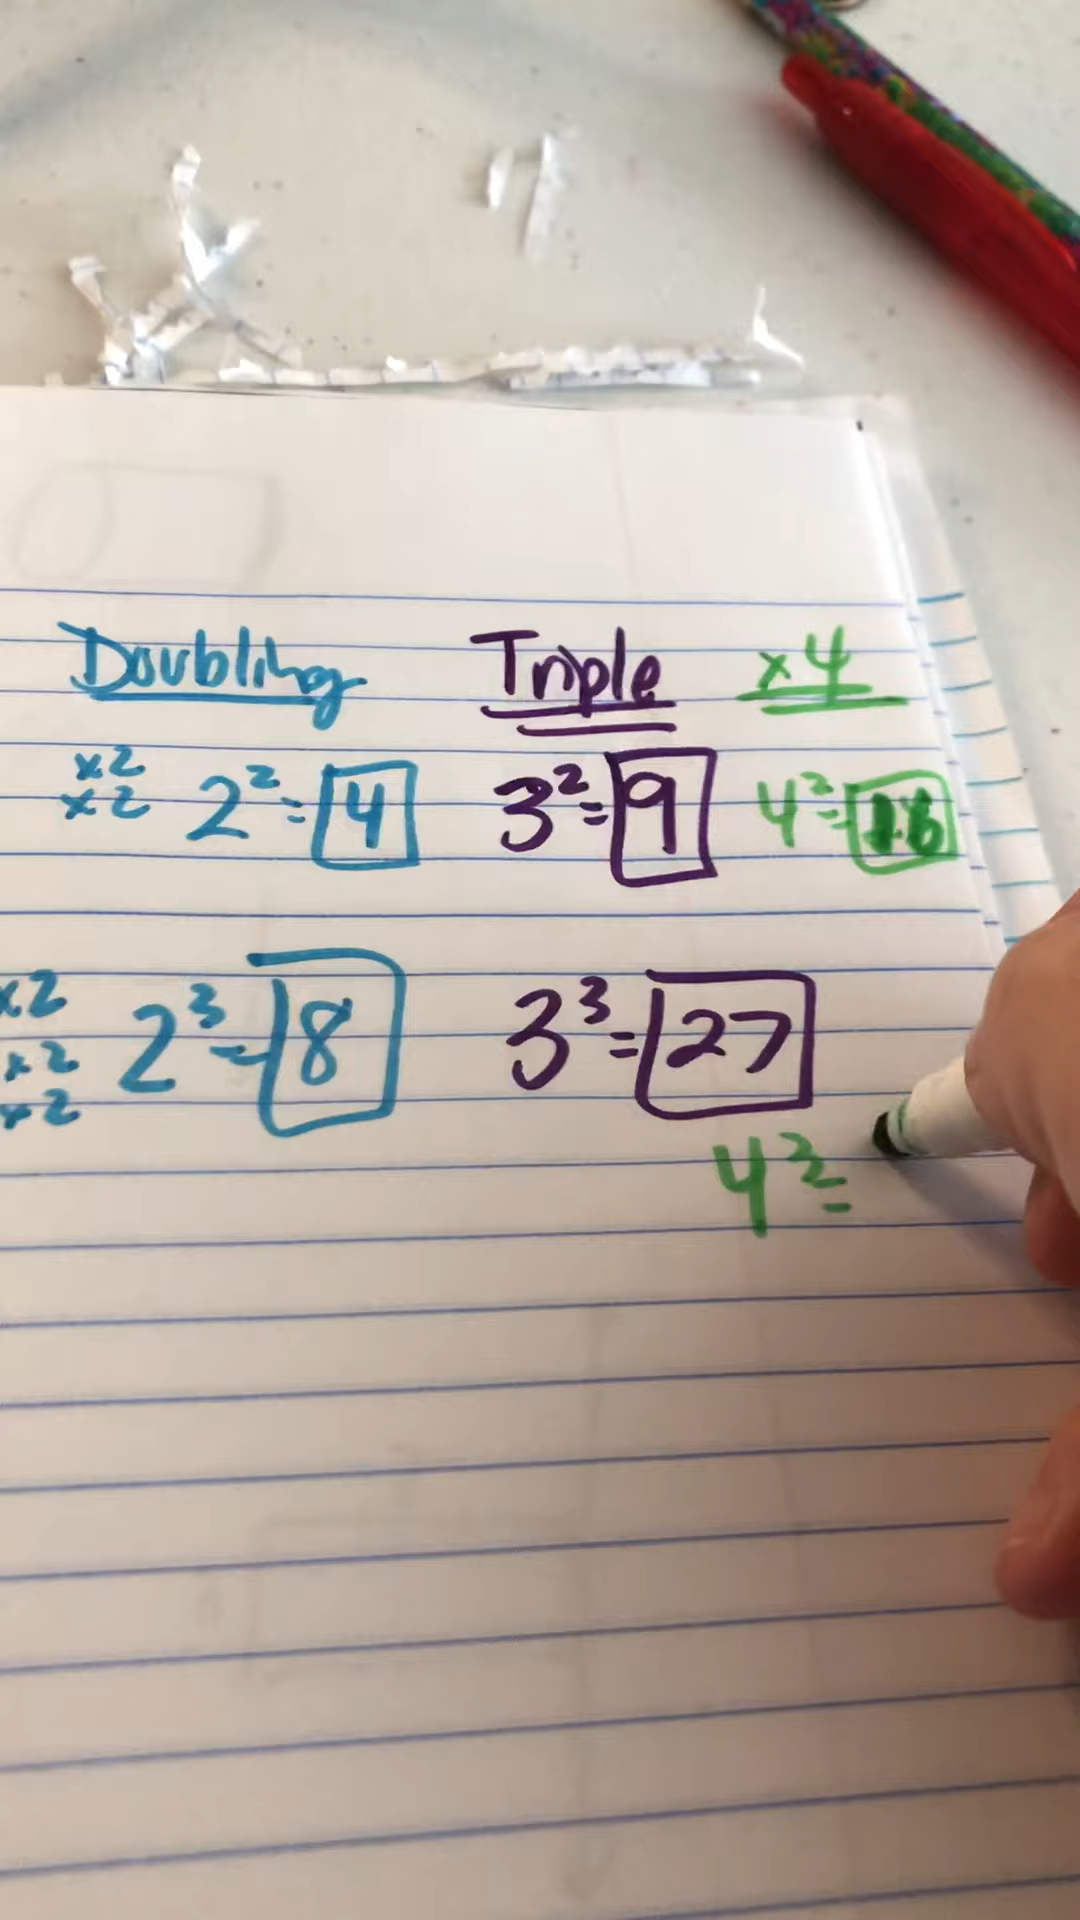 Doubling Triple x4
x2
x2 2² = 4 3² = 9 4² = 16
x2
x2
x2 2³ = 8 3³ = 27
4³ =